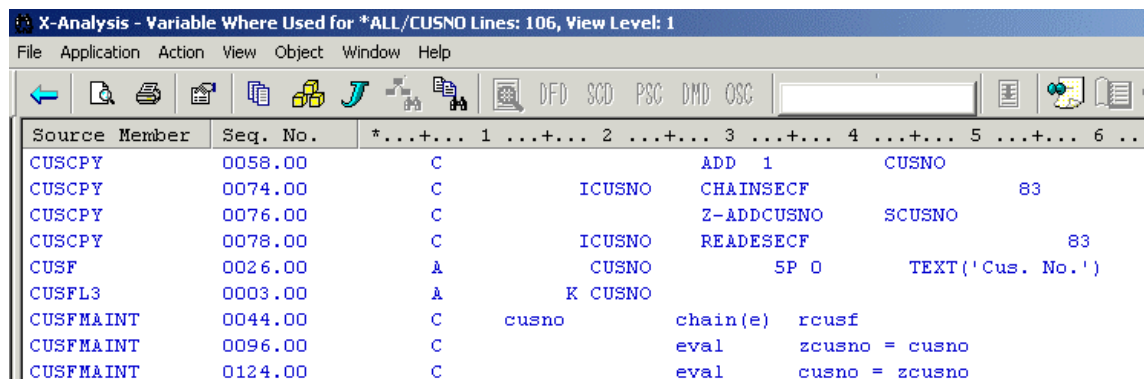 X-Analysis - Variable Where Used for *ALL/CUSNO Lines: 106, View Level: 1
File Application Action View Object Window Help
DFD SCD PSC DMD OSG
Source Member Seq. No. *...+... 1 ...+... 2 ...+... 3 ...+... 4 ...+... 5 ...+... 6 ..
CUSCPY 0058.00 C ADD 1 CUSNO
CUSCPY 0074.00 C ICUSNO CHAINSECF 83
CUSCPY 0076.00 C Z-ADDCUSNO SCUSNO
CUSCPY 0078.00 C ICUSNO READESECF 83
CUSF 0026.00 A CUSNO 5P 0 TEXT('Cus. No.')
CUSFL3 0003.00 A K CUSNO
CUSFMAINT 0044.00 C cusno chain(e) rcusf
CUSFMAINT 0096.00 C eval zcusno = cusno
CUSFMAINT 0124.00 C eval cusno = zcusno